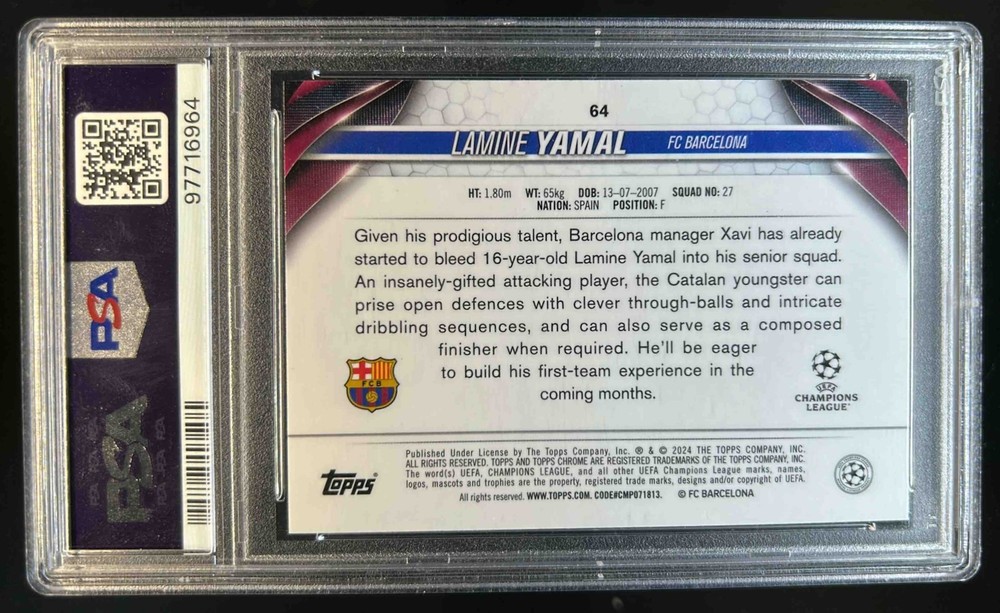 97716964
PSA
PSA
64
LAMINE YAMAL FC BARCELONA
HT: 1.80m WT: 65kg DOB: 13-07-2007 SQUAD NO: 27
NATION: SPAIN POSITION: F
Given his prodigious talent, Barcelona manager Xavi has already
started to bleed 16-year-old Lamine Yamal into his senior squad.
An insanely-gifted attacking player, the Catalan youngster can
prise open defences with clever through-balls and intricate
dribbling sequences, and can also serve as a composed
finisher when required. He'll be eager
to build his first-team experience in the
coming months.
FCB
UEFA
CHAMPIONS
LEAGUE
Topps
Published Under License by The Topps Company, Inc. ® & © 2024 THE TOPPS COMPANY, INC.
ALL RIGHTS RESERVED. TOPPS AND TOPPS CHROME ARE REGISTERED TRADEMARKS OF THE TOPPS COMPANY, INC.
The word(s) UEFA, CHAMPIONS LEAGUE, and all other UEFA Champions League marks, names,
logos, mascots and trophies are the property, registered trade marks, designs and/or copyright of UEFA.
All rights reserved. WWW.TOPPS.COM. CODE#CMP071813. © FC BARCELONA